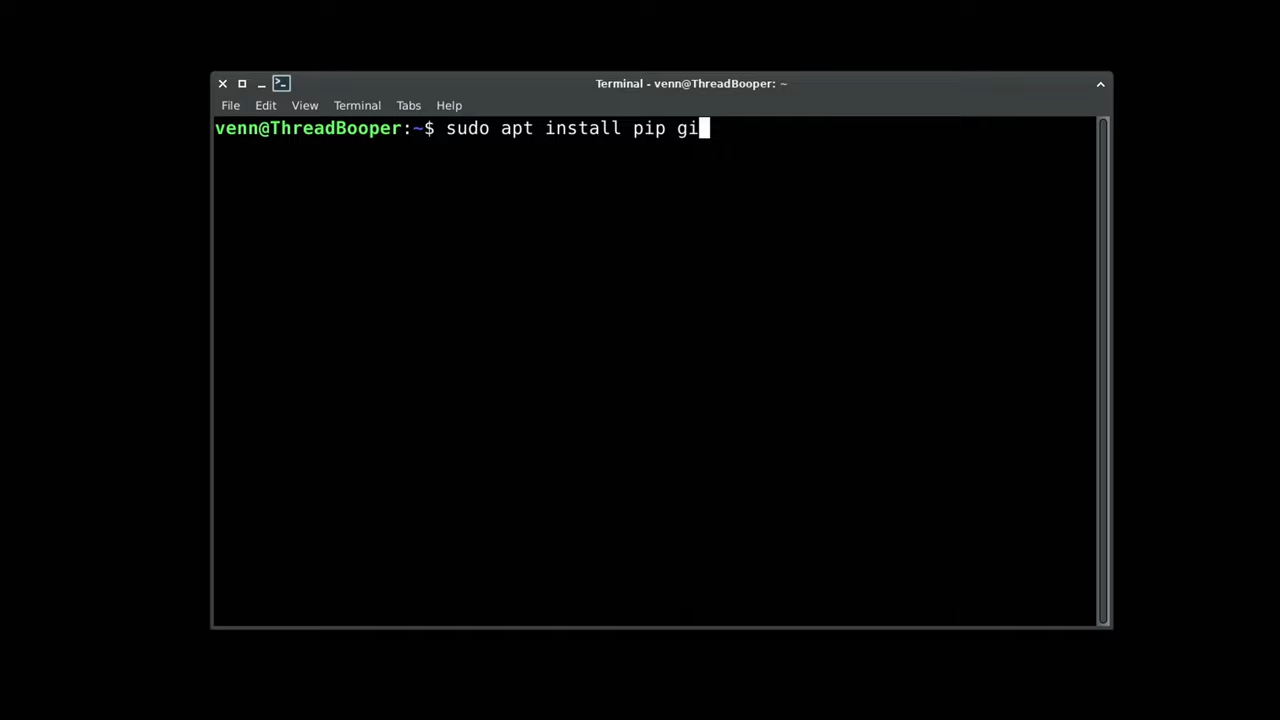 Terminal - venn@ThreadBooper: ~
File Edit View Terminal Tabs Help
venn@ThreadBooper:~$ sudo apt install pip gi